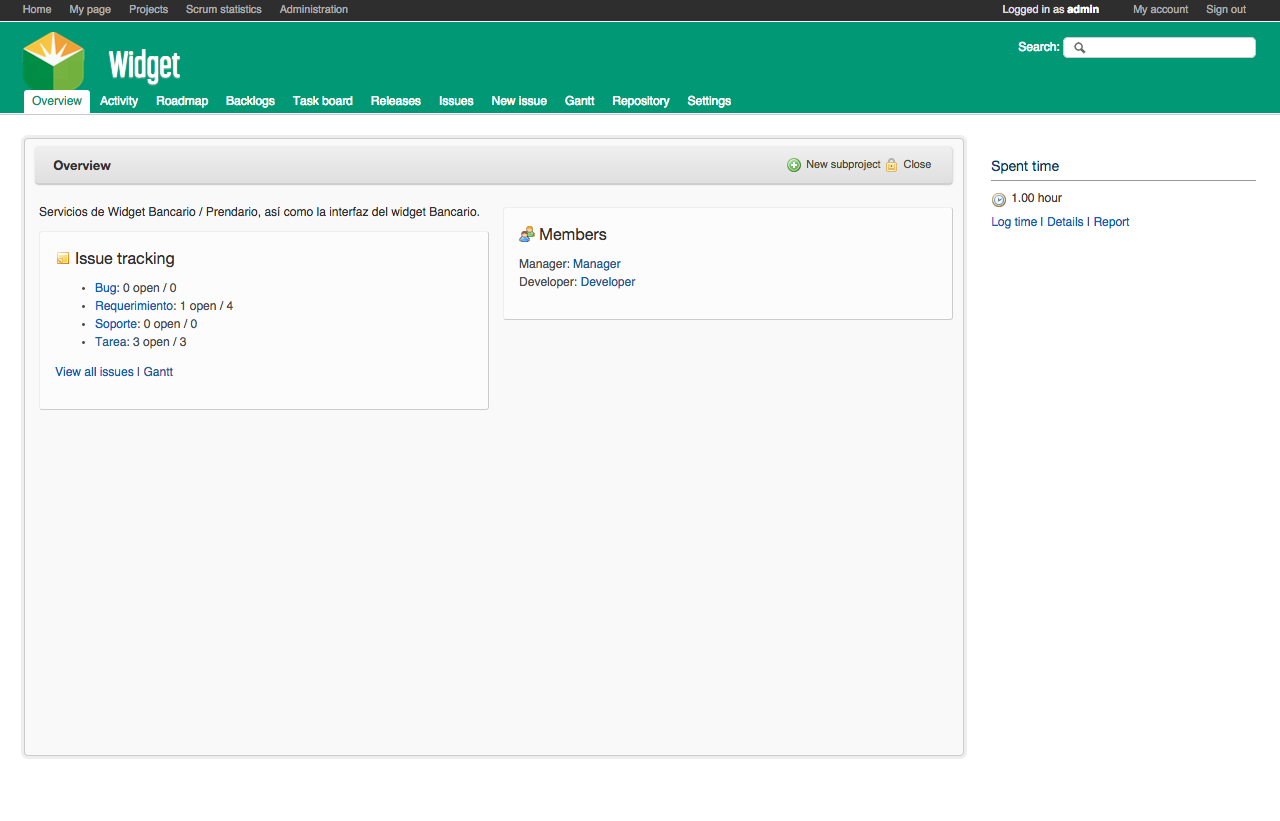 Home My page Projects Scrum statistics Administration Logged in as admin My account Sign out
Widget
Search:
Overview Activity Roadmap Backlogs Task board Releases Issues New issue Gantt Repository Settings
Overview New subproject Close
Servicios de Widget Bancario / Prendario, así como la interfaz del widget Bancario.
Issue tracking
• Bug: 0 open / 0
• Requerimiento: 1 open / 4
• Soporte: 0 open / 0
• Tarea: 3 open / 3
View all issues | Gantt
Members
Manager: Manager
Developer: Developer
Spent time
1.00 hour
Log time | Details | Report